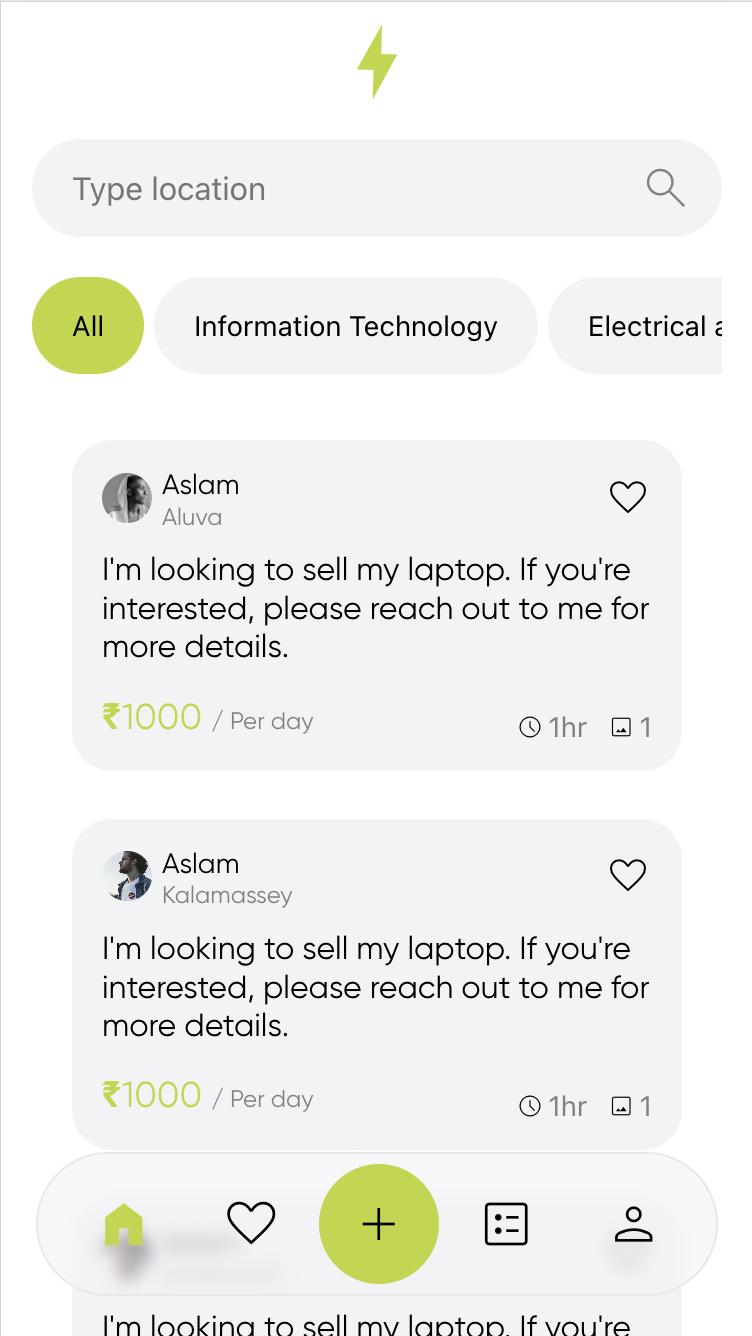 Type location
All
Information Technology
Electrical a
Aslam
Aluva
I'm looking to sell my laptop. If you're
interested, please reach out to me for
more details.
₹1000 / Per day
1hr
1
Aslam
Kalamassey
I'm looking to sell my laptop. If you're
interested, please reach out to me for
more details.
₹1000 / Per day
1hr
1
I'm looking to sell my laptop. If you're